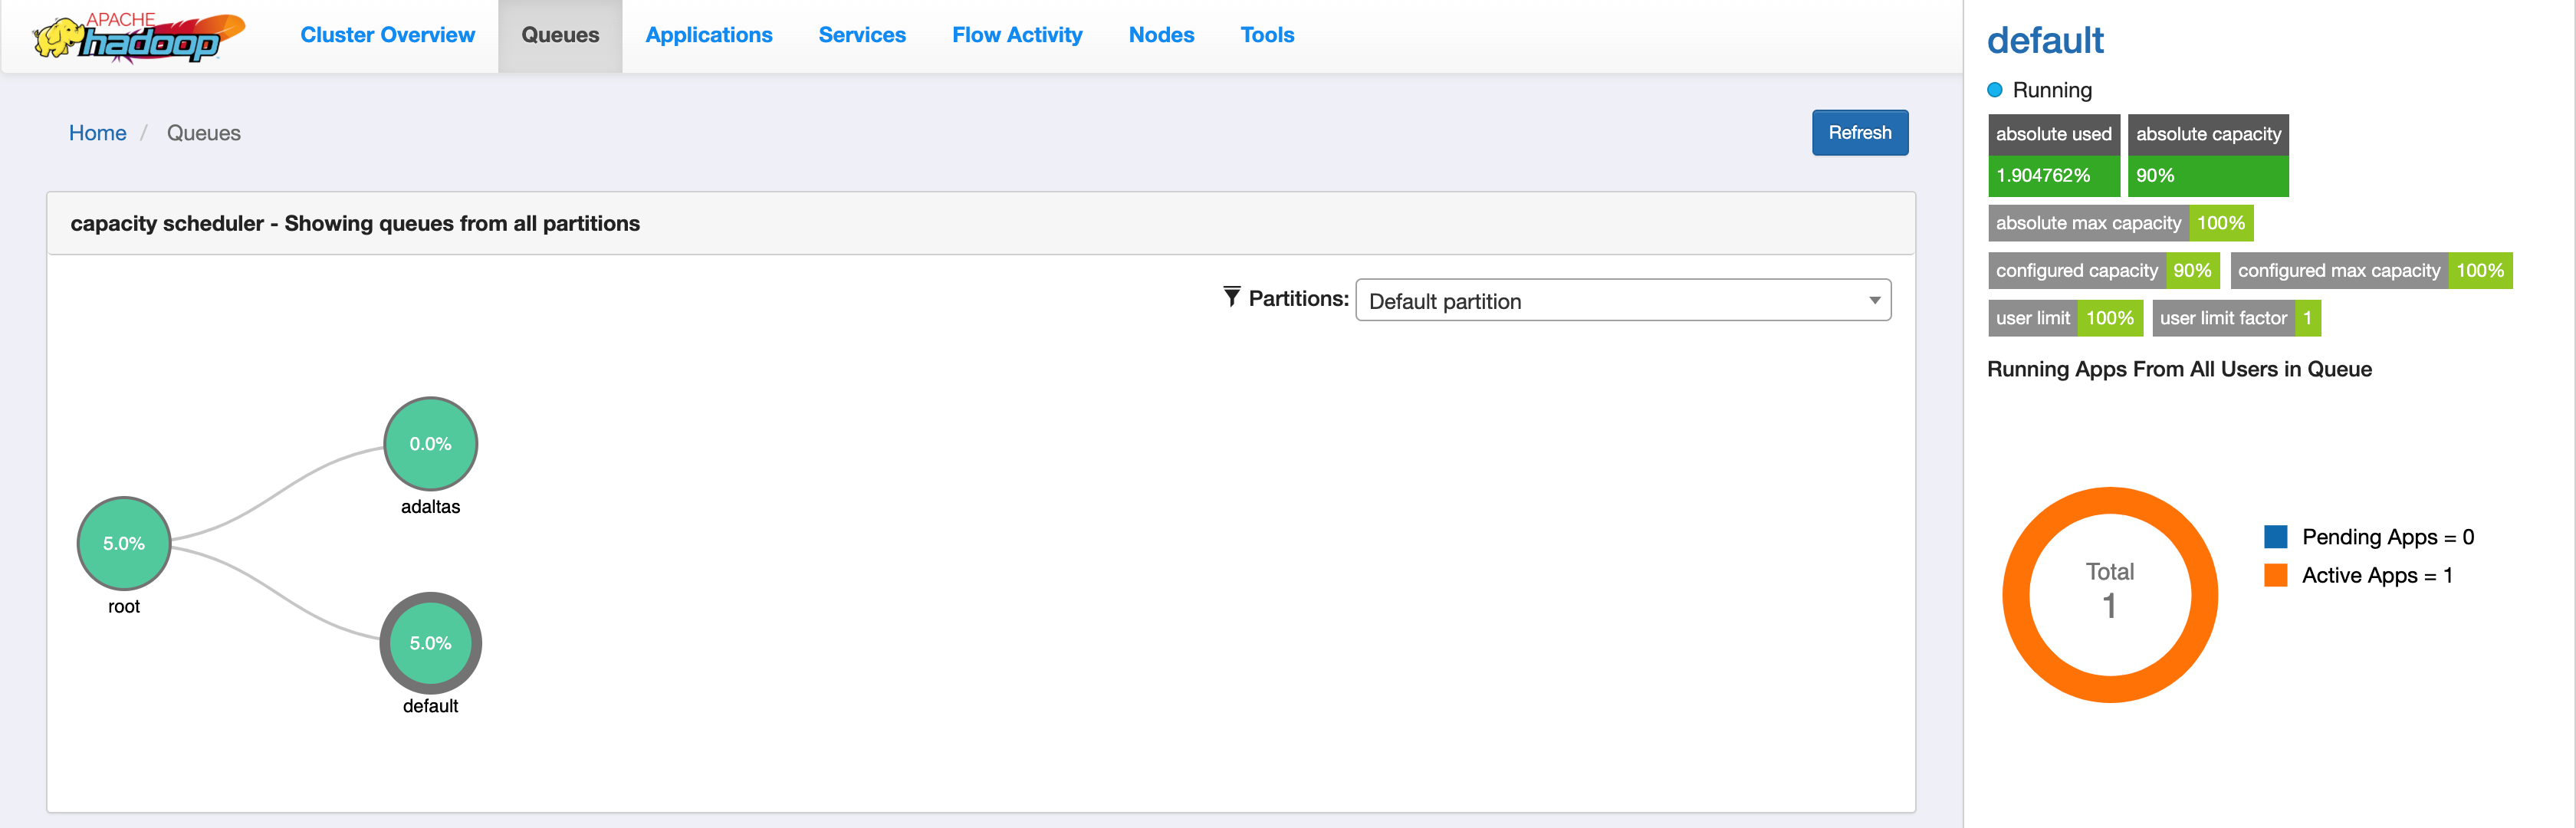 APACHE
hadoop
Cluster Overview
Queues
Applications
Services
Flow Activity
Nodes
Tools
Home / Queues
Refresh
capacity scheduler - Showing queues from all partitions
Partitions: Default partition
0.0%
adaltas
5.0%
root
5.0%
default
default
Running
absolute used absolute capacity
1.904762% 90%
absolute max capacity 100%
configured capacity 90% configured max capacity 100%
user limit 100% user limit factor 1
Running Apps From All Users in Queue
Total
1
Pending Apps = 0
Active Apps = 1